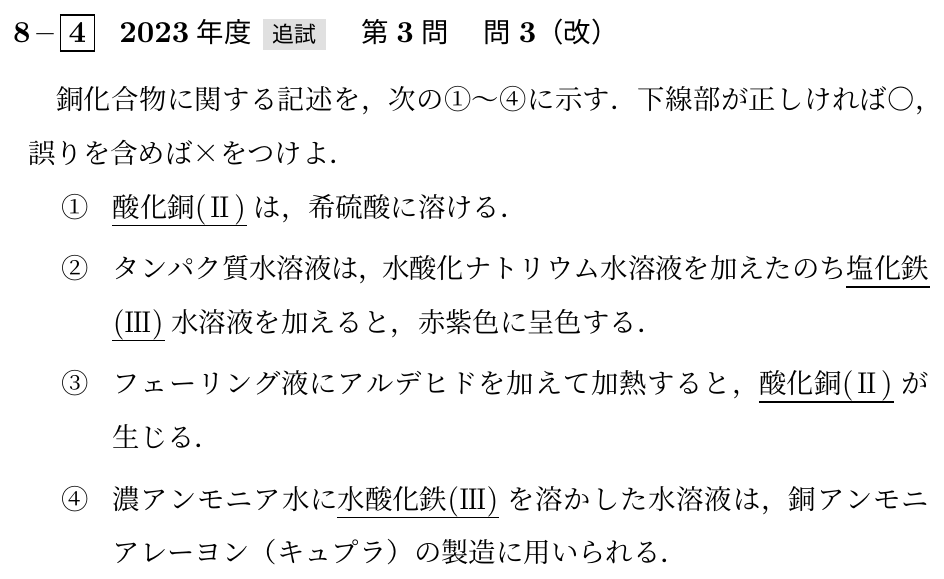 8－4 2023 年度 追試 第 3 問 問 3（改）
銅化合物に関する記述を，次の①～④に示す．下線部が正しければ○，
誤りを含めば×をつけよ．
① 酸化銅(Ⅱ) は，希硫酸に溶ける．
② タンパク質水溶液は，水酸化ナトリウム水溶液を加えたのち塩化鉄
(Ⅲ) 水溶液を加えると，赤紫色に呈色する．
③ フェーリング液にアルデヒドを加えて加熱すると，酸化銅(Ⅱ) が
生じる．
④ 濃アンモニア水に水酸化鉄(Ⅲ) を溶かした水溶液は，銅アンモニ
アレーヨン（キュプラ）の製造に用いられる．